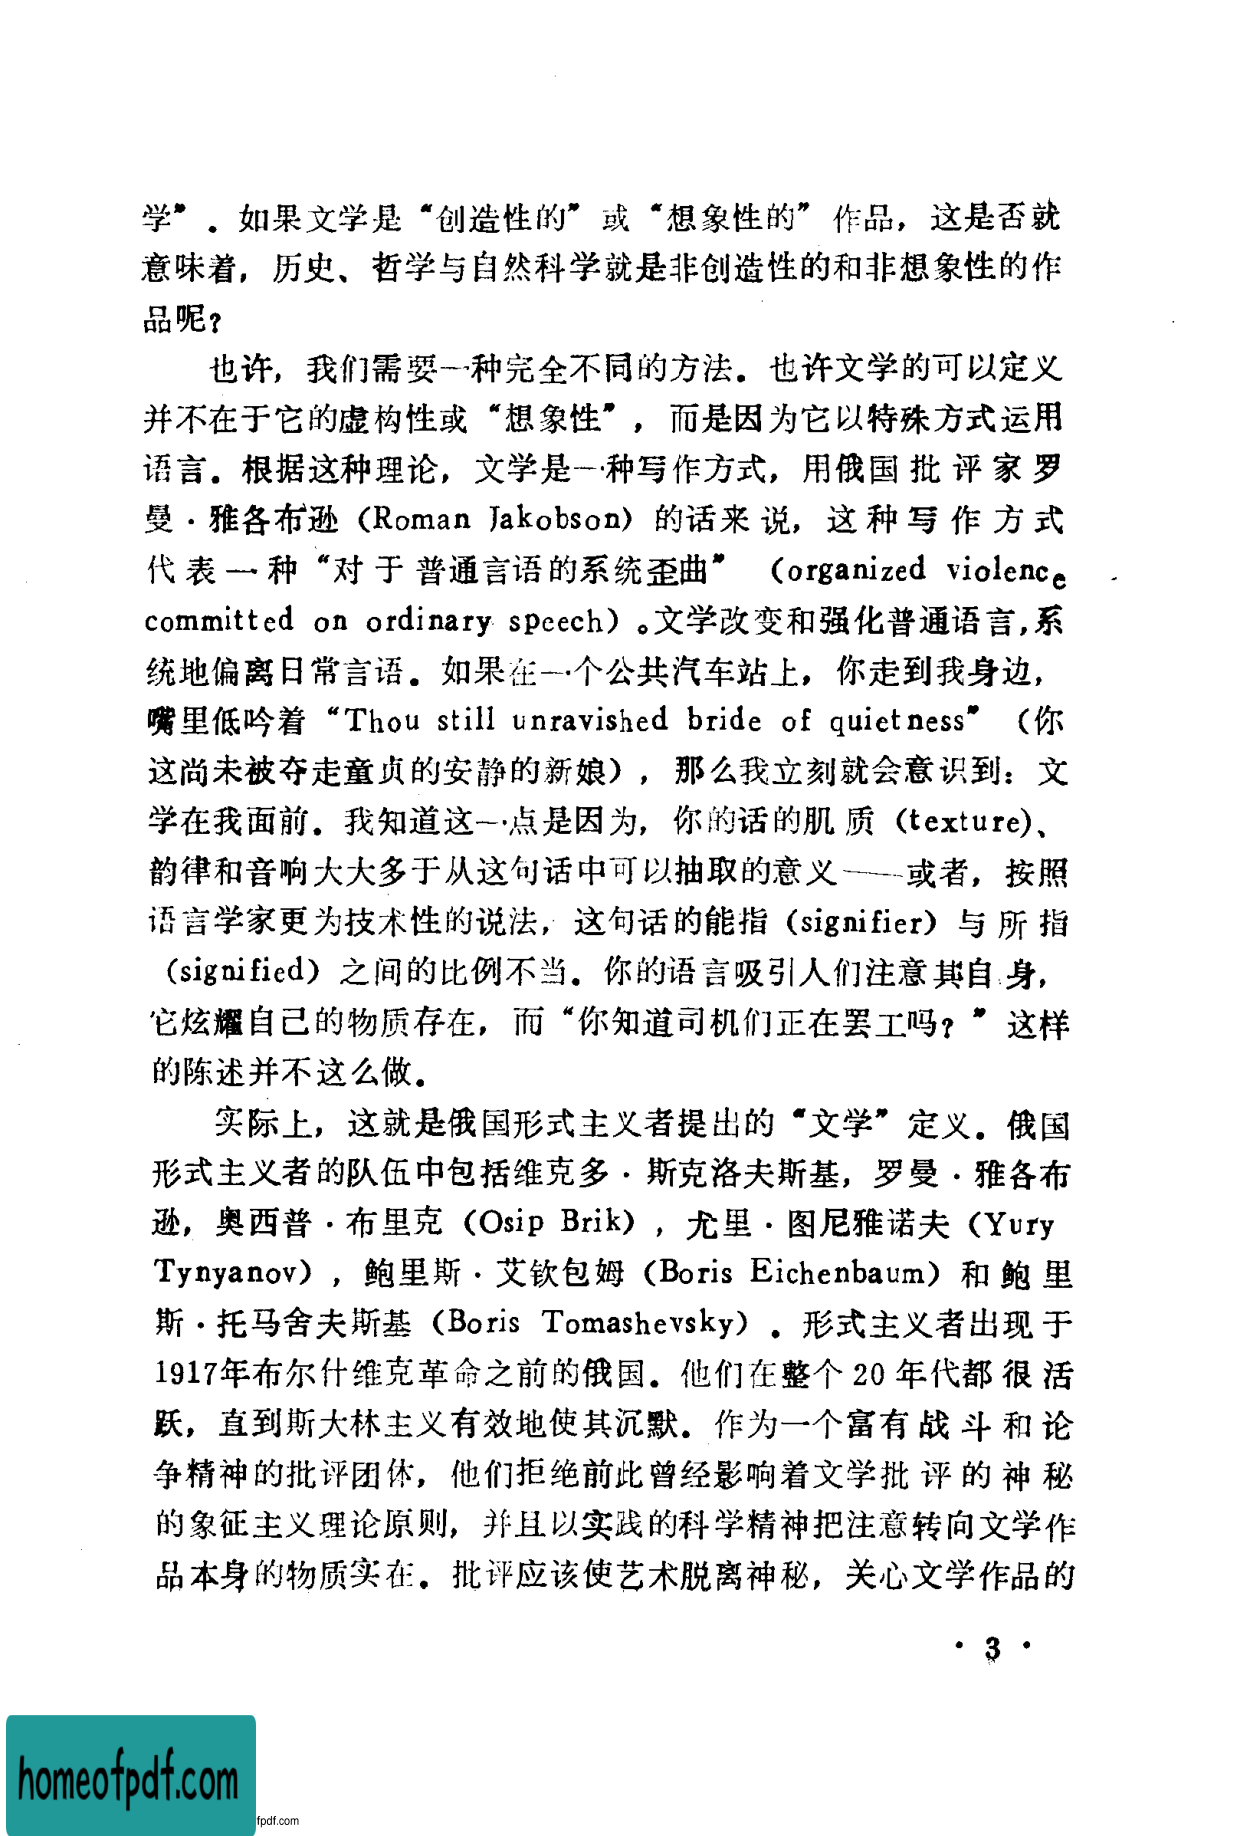 学”．如果文学是“创造性的”或“想象性的”作品，这是否就
意味着，历史、哲学与自然科学就是非创造性的和非想象性的作
品呢？
也许，我们需要一种完全不同的方法．也许文学的可以定义
并不在于它的虚构性或“想象性”，而是因为它以特殊方式运用
语言．根据这种理论，文学是一种写作方式，用俄国批评家罗
曼·雅各布逊（Roman Jakobson）的话来说，这种写作方式
代表一种“对于普通言语的系统歪曲”（organized violence
committed on ordinary speech）。文学改变和强化普通语言，系
统地偏离日常言语。如果在一个公共汽车站上，你走到我身边，
嘴里低吟着“Thou still unravished bride of quietness”（你
这尚未被夺走童贞的安静的新娘），那么我立刻就会意识到：文
学在我面前．我知道这一点是因为，你的话的肌质（texture）、
韵律和音响大大多于从这句话中可以抽取的意义——或者，按照
语言学家更为技术性的说法，这句话的能指（signifier）与所指
（signified）之间的比例不当．你的语言吸引人们注意其自身，
它炫耀自己的物质存在，而“你知道司机们正在罢工吗？”这样
的陈述并不这么做。
实际上，这就是俄国形式主义者提出的“文学”定义．俄国
形式主义者的队伍中包括维克多·斯克洛夫斯基，罗曼·雅各布
逊，奥西普·布里克（Osip Brik），尤里·图尼雅诺夫（Yury
Tynyanov），鲍里斯·艾钦包姆（Boris Eichenbaum）和鲍里
斯·托马舍夫斯基（Boris Tomashevsky）．形式主义者出现于
1917年布尔什维克革命之前的俄国．他们在整个20年代都很活
跃，直到斯大林主义有效地使其沉默．作为一个富有战斗和论
争精神的批评团体，他们拒绝前此曾经影响着文学批评的神秘
的象征主义理论原则，并且以实践的科学精神把注意转向文学作
品本身的物质实在．批评应该使艺术脱离神秘，关心文学作品的
·3·
homeofpdf.com
fpdf.com